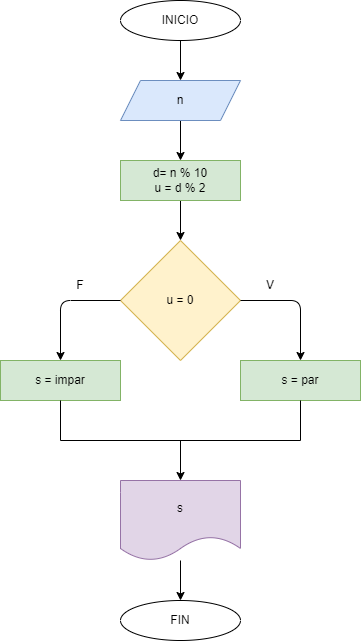 INICIO
n
d= n % 10
u = d % 2
u = 0
F
V
s = impar
s = par
s
FIN